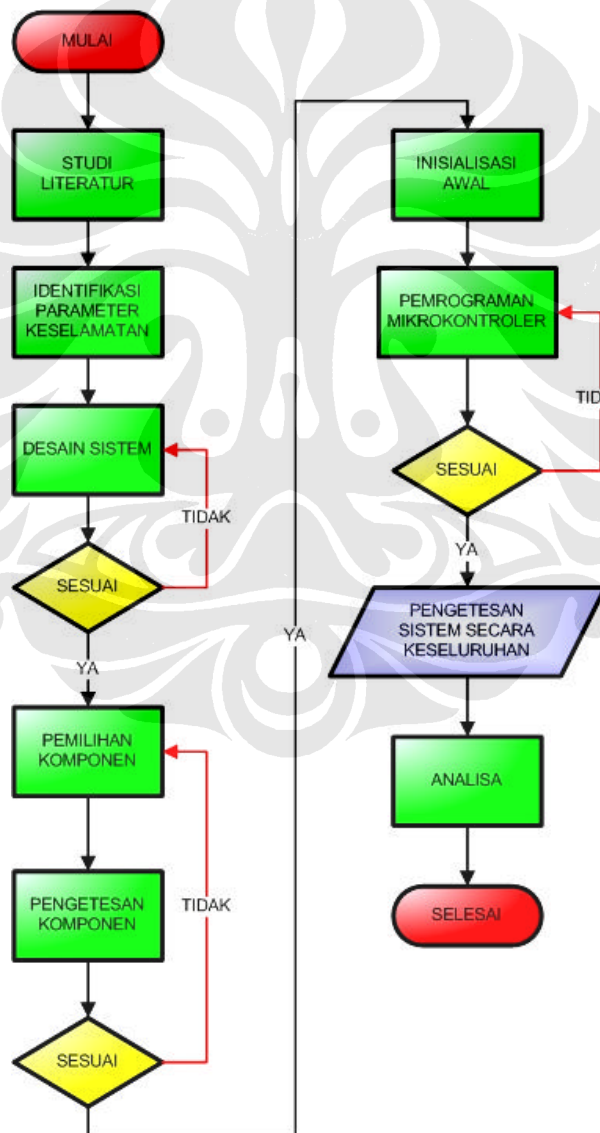 MULAI
STUDI
LITERATUR
IDENTIFIKASI
PARAMETER
KESELAMATAN
DESAIN SISTEM
TIDAK
SESUAI
YA
PEMILIHAN
KOMPONEN
PENGETESAN
KOMPONEN
TIDAK
SESUAI
YA
INISIALISASI
AWAL
PEMROGRAMAN
MIKROKONTROLER
TID
SESUAI
YA
PENGETESAN
SISTEM SECARA
KESELURUHAN
ANALISA
SELESAI